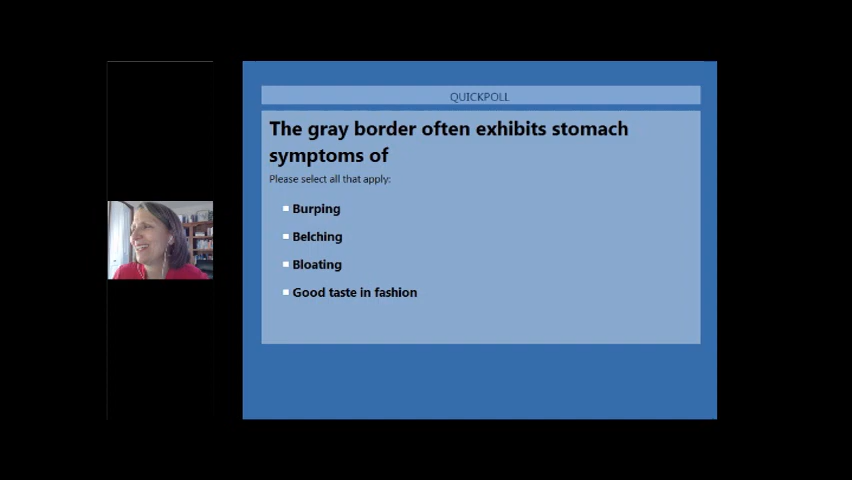 QUICKPOLL
The gray border often exhibits stomach
symptoms of
Please select all that apply:
Burping
Belching
Bloating
Good taste in fashion